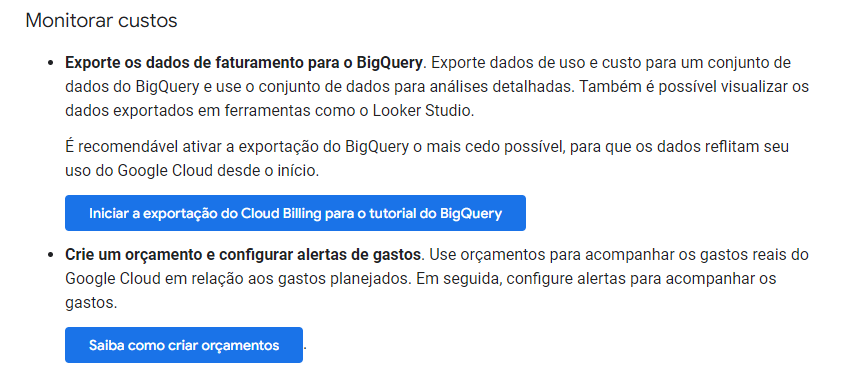 Monitorar custos
• Exporte os dados de faturamento para o BigQuery. Exporte dados de uso e custo para um conjunto de
dados do BigQuery e use o conjunto de dados para análises detalhadas. Também é possível visualizar os
dados exportados em ferramentas como o Looker Studio.
É recomendável ativar a exportação do BigQuery o mais cedo possível, para que os dados reflitam seu
uso do Google Cloud desde o início.
Iniciar a exportação do Cloud Billing para o tutorial do BigQuery
• Crie um orçamento e configurar alertas de gastos. Use orçamentos para acompanhar os gastos reais do
Google Cloud em relação aos gastos planejados. Em seguida, configure alertas para acompanhar os
gastos.
Saiba como criar orçamentos.